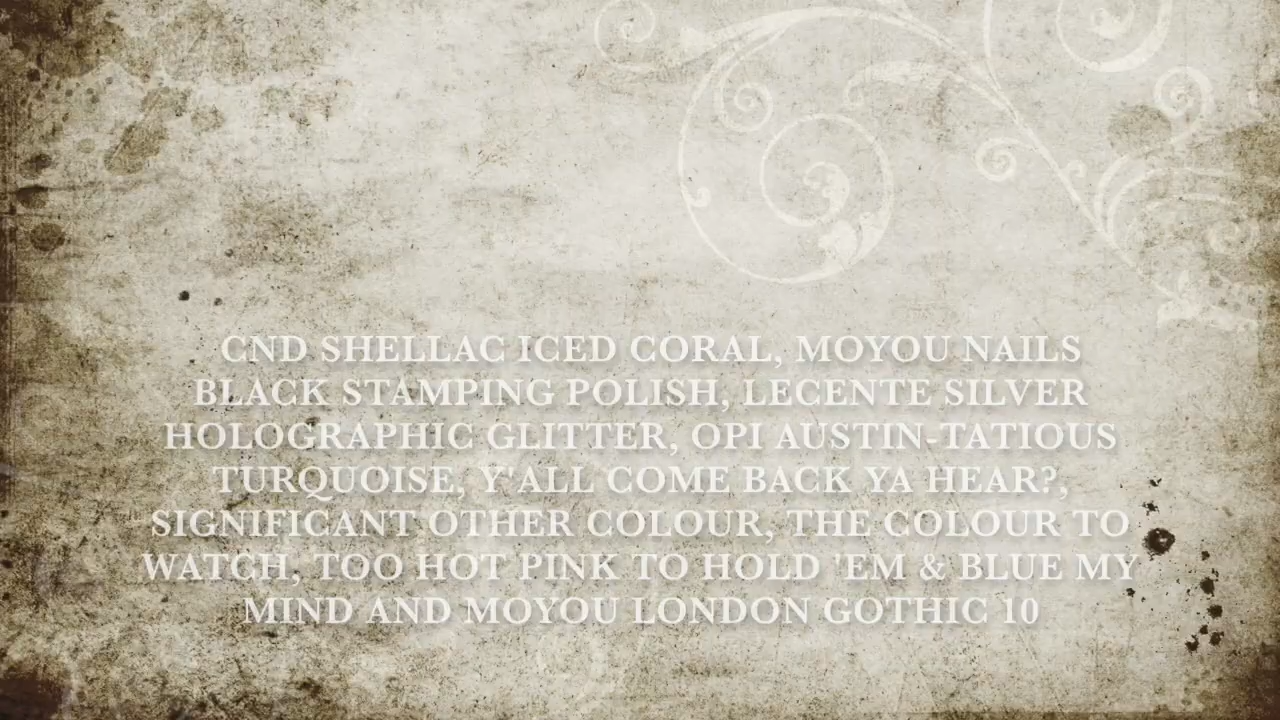 CND SHELLAC ICED CORAL, MOYOU NAILS
BLACK STAMPING POLISH, LECENTE SILVER
HOLOGRAPHIC GLITTER, OPI AUSTIN-TATIOUS
TURQUOISE, Y'ALL COME BACK YA HEAR?,
SIGNIFICANT OTHER COLOUR, THE COLOUR TO
WATCH, TOO HOT PINK TO HOLD 'EM & BLUE MY
MIND AND MOYOU LONDON GOTHIC 10